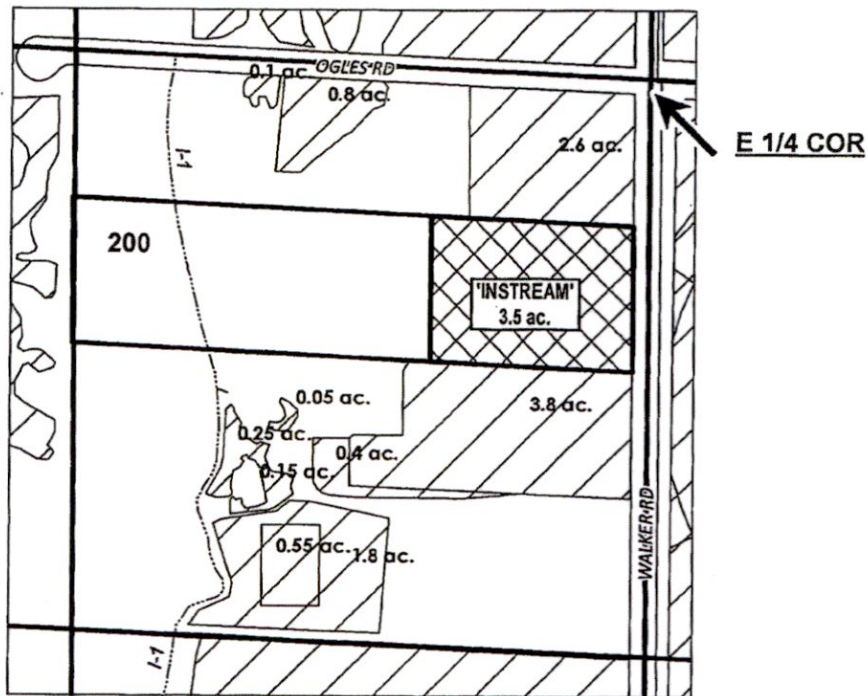 OGLES RD
0.1 ac.
0.8 ac.
2.6 ac.
E 1/4 COR
I-1
200
'INSTREAM'
3.5 ac.
0.05 ac.
3.8 ac.
0.25 ac.
0.4 ac.
0.15 ac.
0.55 ac.
1.8 ac.
WALKER RD
I-1